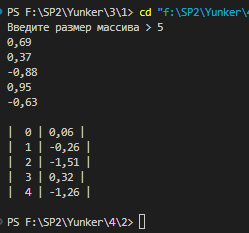 PS F:\SP2\Yunker\3\1> cd "f:\SP2\Yunker\
Введите размер массива > 5
0,69
0,37
-0,88
0,95
-0,63
| 0 | 0,06 |
| 1 | -0,26 |
| 2 | -1,51 |
| 3 | 0,32 |
| 4 | -1,26 |
PS F:\SP2\Yunker\4\2>